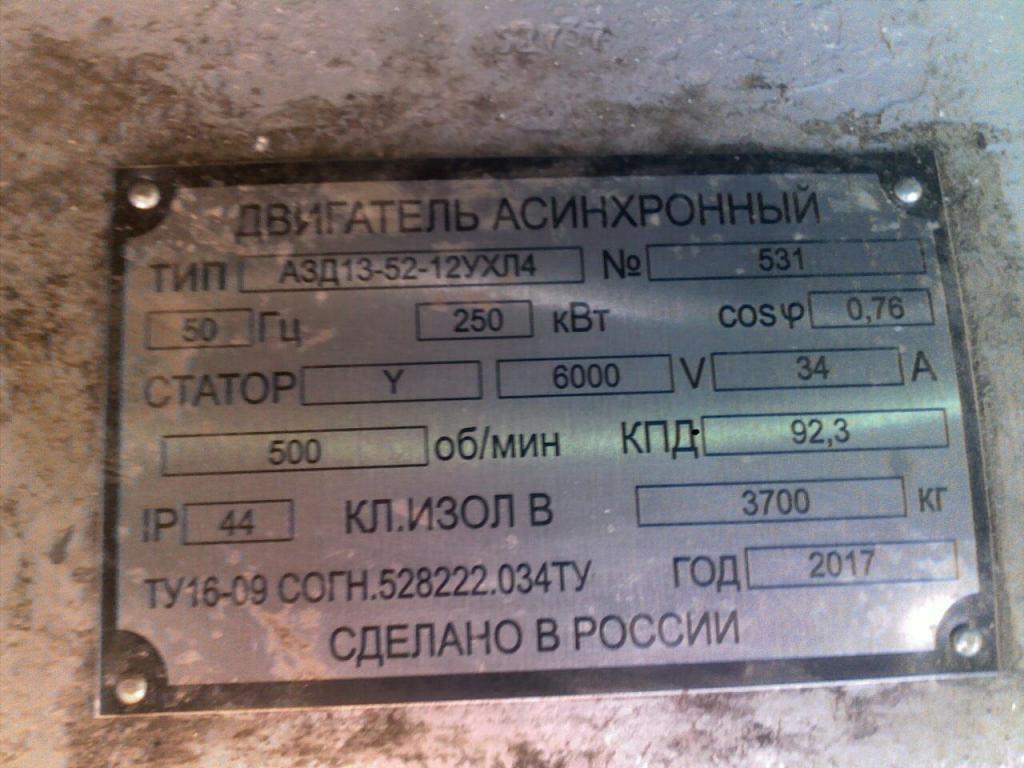 ДВИГАТЕЛЬ АСИНХРОННЫЙ
ТИП АЗД13-52-12УХЛ4 № 531
50 Гц 250 кВт cosφ 0,76
СТАТОР Y 6000 V 34 А
500 об/мин КПД 92,3
IP 44 КЛ.ИЗОЛ В 3700 кг
ТУ16-09 СОГН.528222.034ТУ ГОД 2017
СДЕЛАНО В РОССИИ